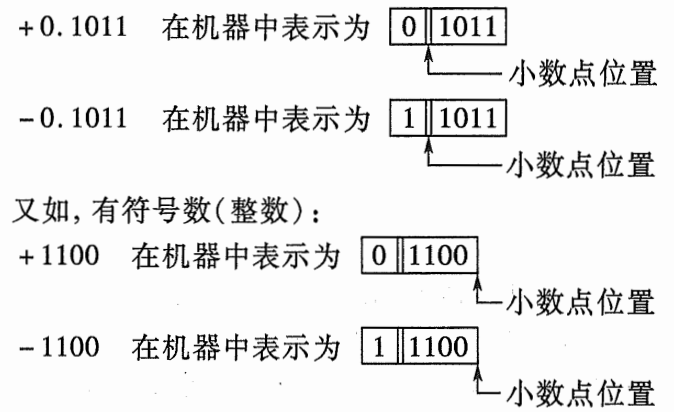 +0.1011 在机器中表示为 0 1011
小数点位置
-0.1011 在机器中表示为 1 1011
小数点位置
又如,有符号数(整数):
+1100 在机器中表示为 0 1100
小数点位置
-1100 在机器中表示为 1 1100
小数点位置